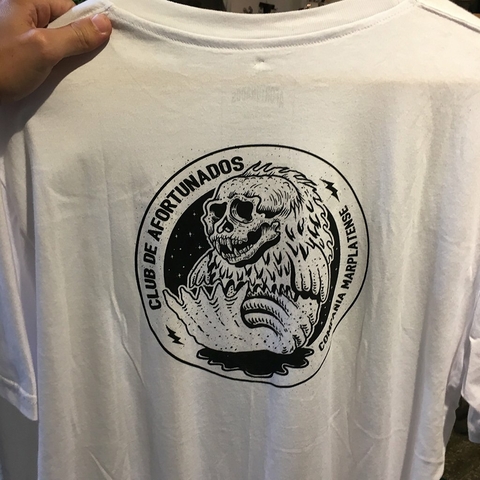 CLUB DE AFORTUNADOS
COMPAÑIA MARPLATENSE